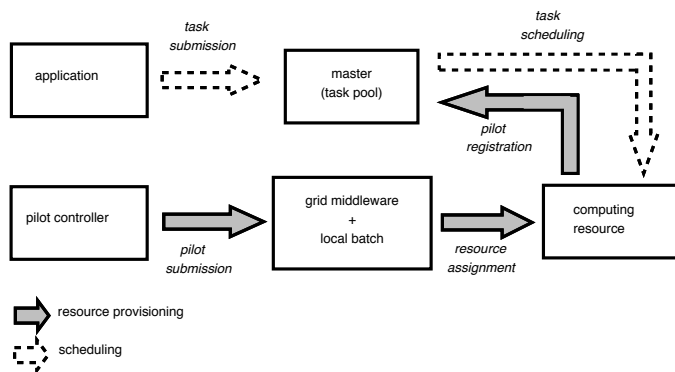 task
submission
task
scheduling
application
master
(task pool)
pilot
registration
pilot controller
grid middleware
+
local batch
computing
resource
pilot
submission
resource
assignment
resource provisioning
scheduling